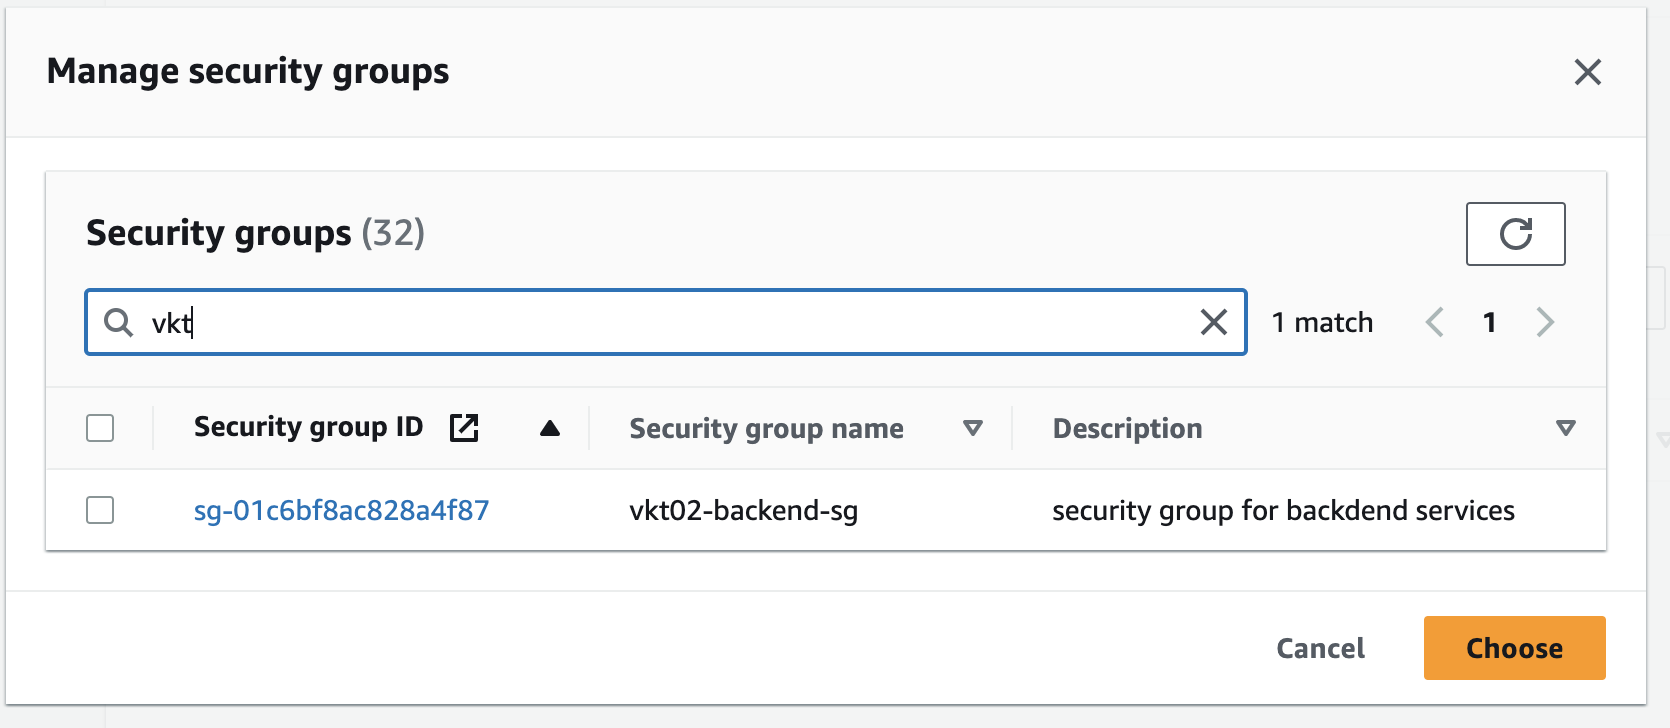 Manage security groups
Security groups (32)
vkt
1 match
1
Security group ID
Security group name
Description
sg-01c6bf8ac828a4f87
vkt02-backend-sg
security group for backdend services
Cancel
Choose